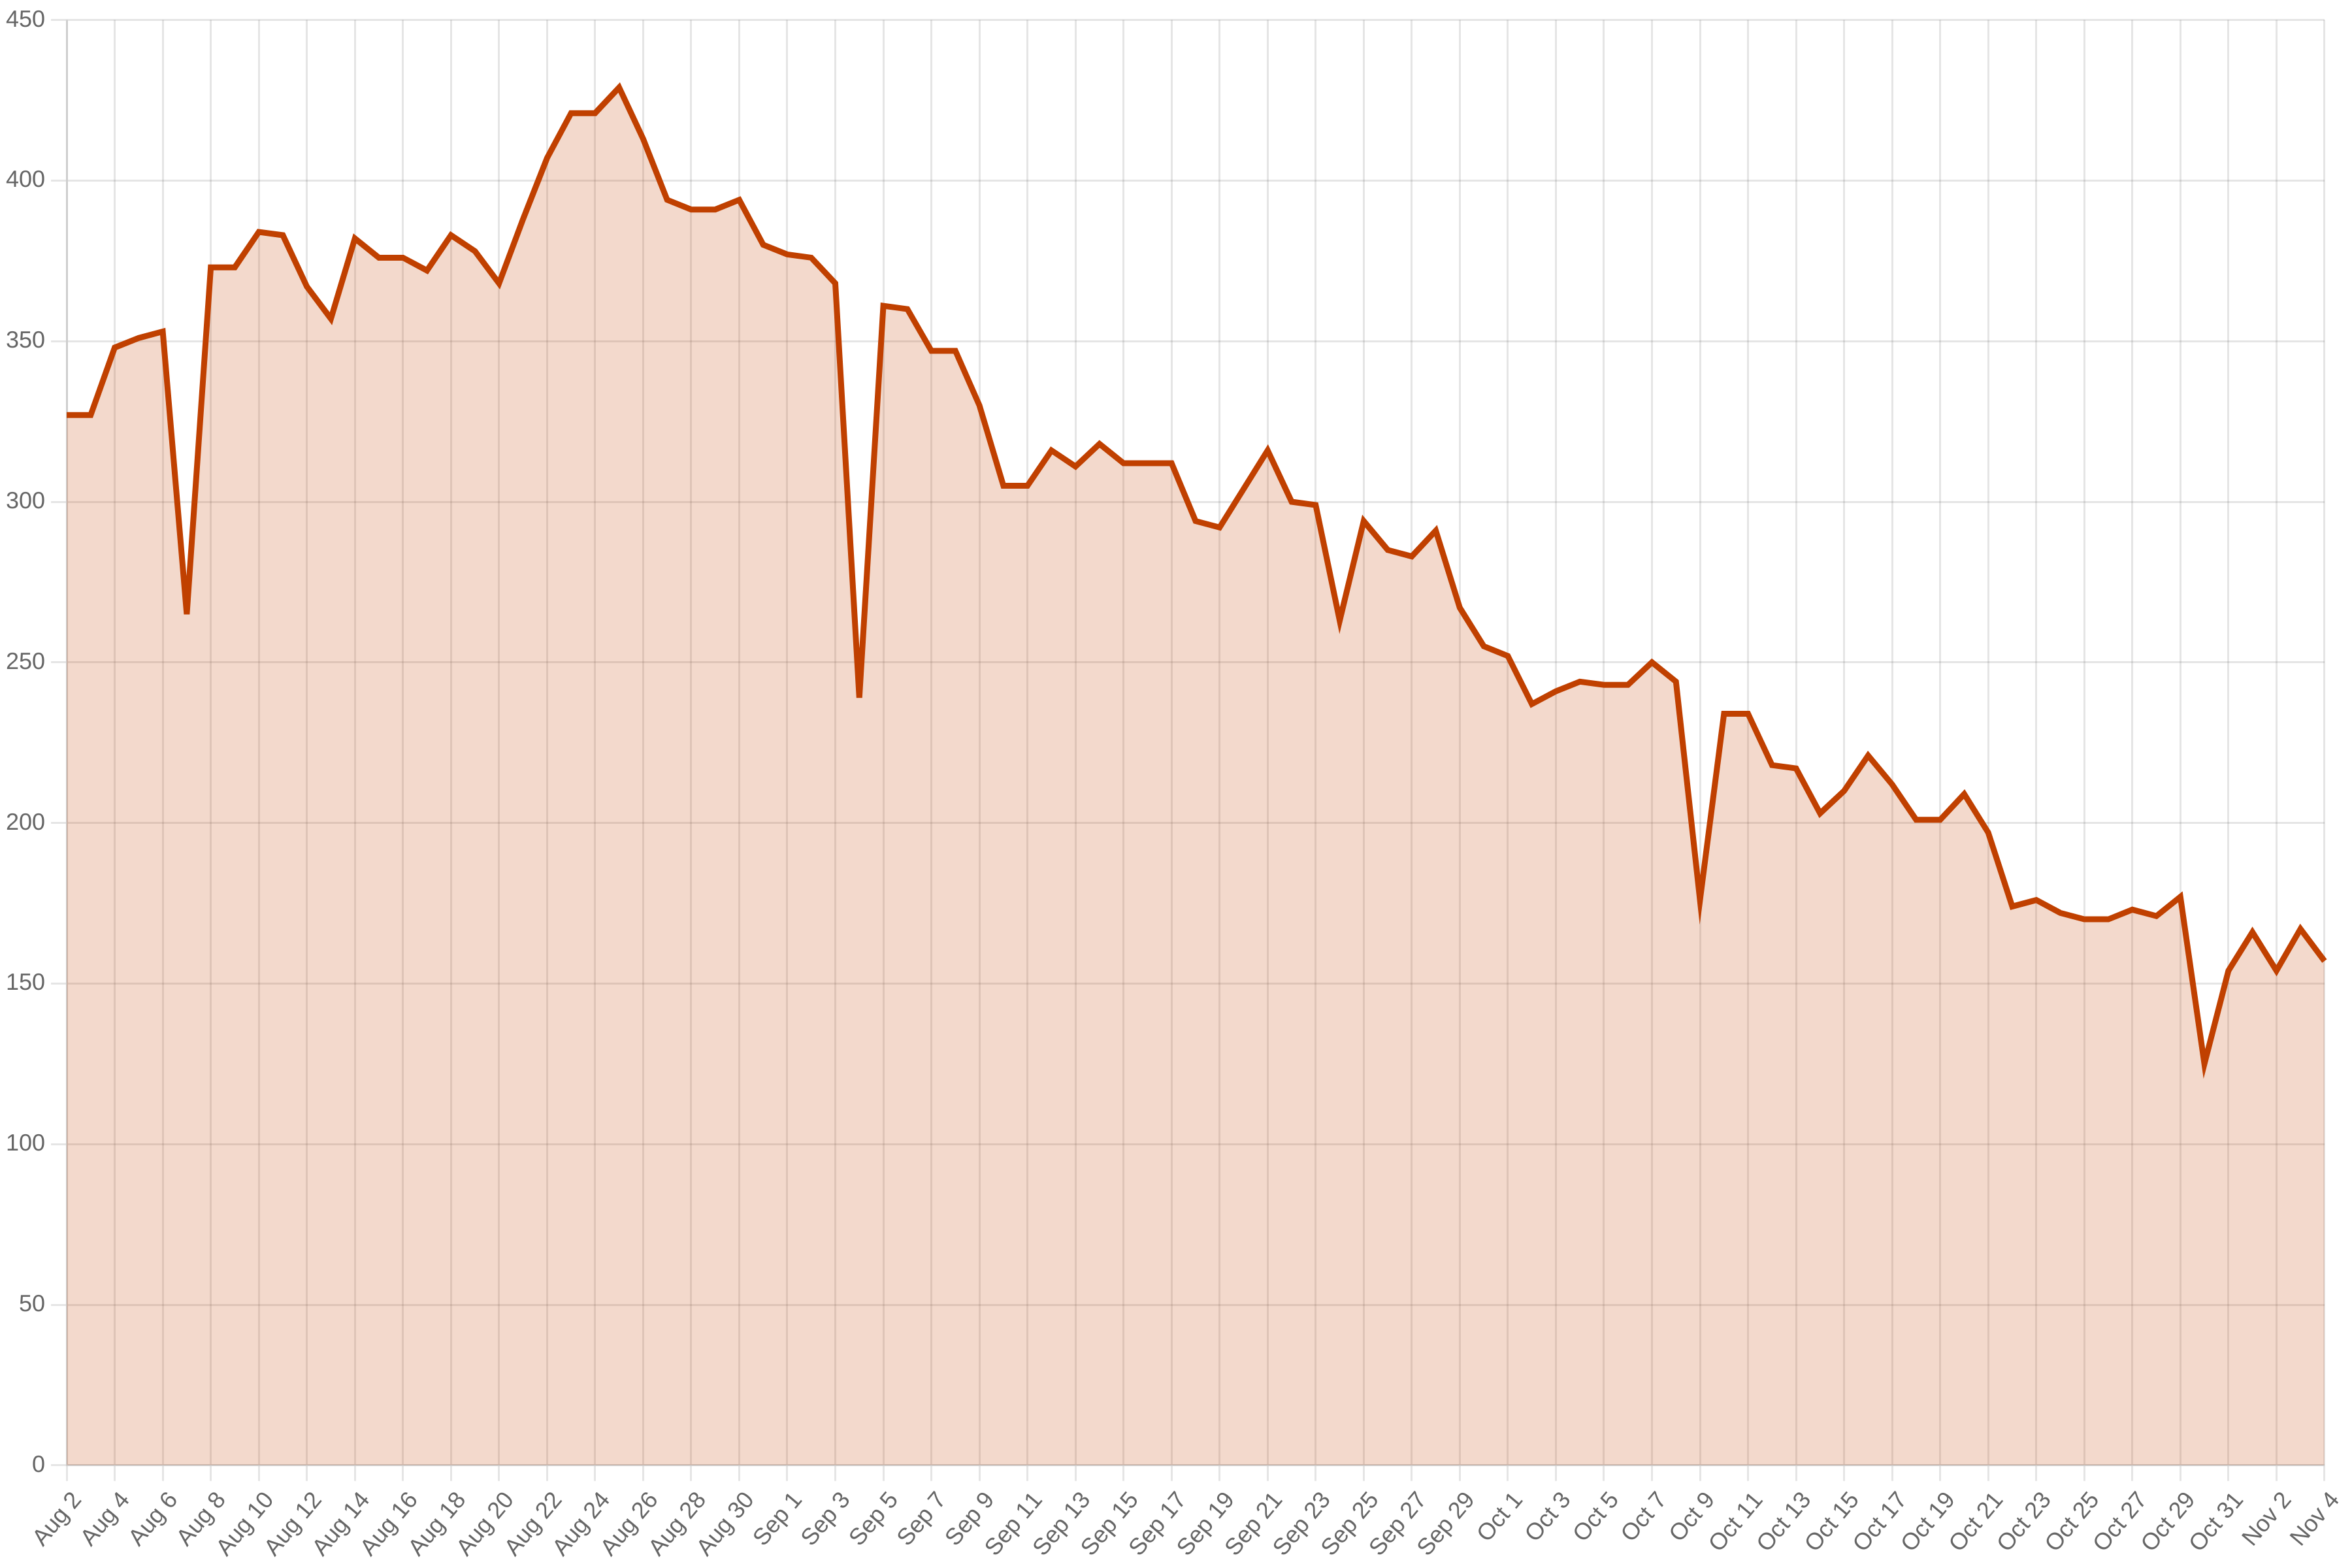 450
400
350
300
250
200
150
100
50
0
Aug 2
Aug 4
Aug 6
Aug 8
Aug 10
Aug 12
Aug 14
Aug 16
Aug 18
Aug 20
Aug 22
Aug 24
Aug 26
Aug 28
Aug 30
Sep 1
Sep 3
Sep 5
Sep 7
Sep 9
Sep 11
Sep 13
Sep 15
Sep 17
Sep 19
Sep 21
Sep 23
Sep 25
Sep 27
Sep 29
Oct 1
Oct 3
Oct 5
Oct 7
Oct 9
Oct 11
Oct 13
Oct 15
Oct 17
Oct 19
Oct 21
Oct 23
Oct 25
Oct 27
Oct 29
Oct 31
Nov 2
Nov 4